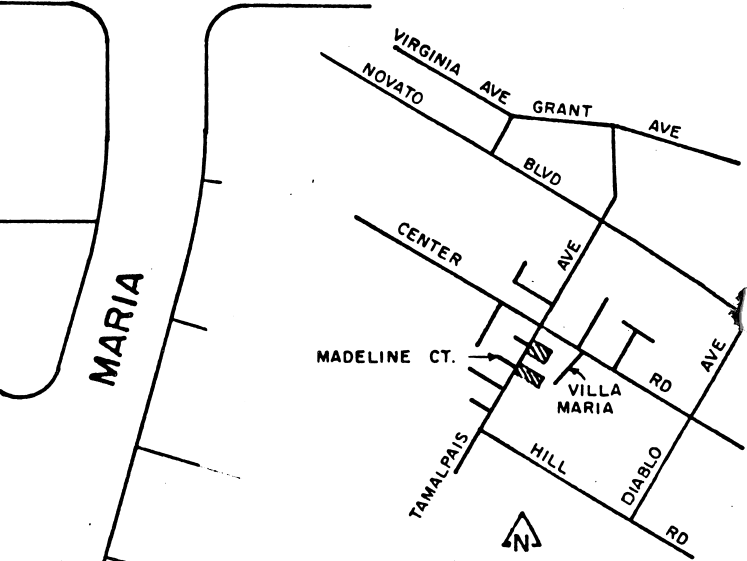 VIRGINIA AVE
GRANT AVE
NOVATO BLVD
CENTER RD
AVE
MARIA
MADELINE CT.
VILLA
MARIA
AVE
TAMALPAIS
HILL RD
DIABLO
N